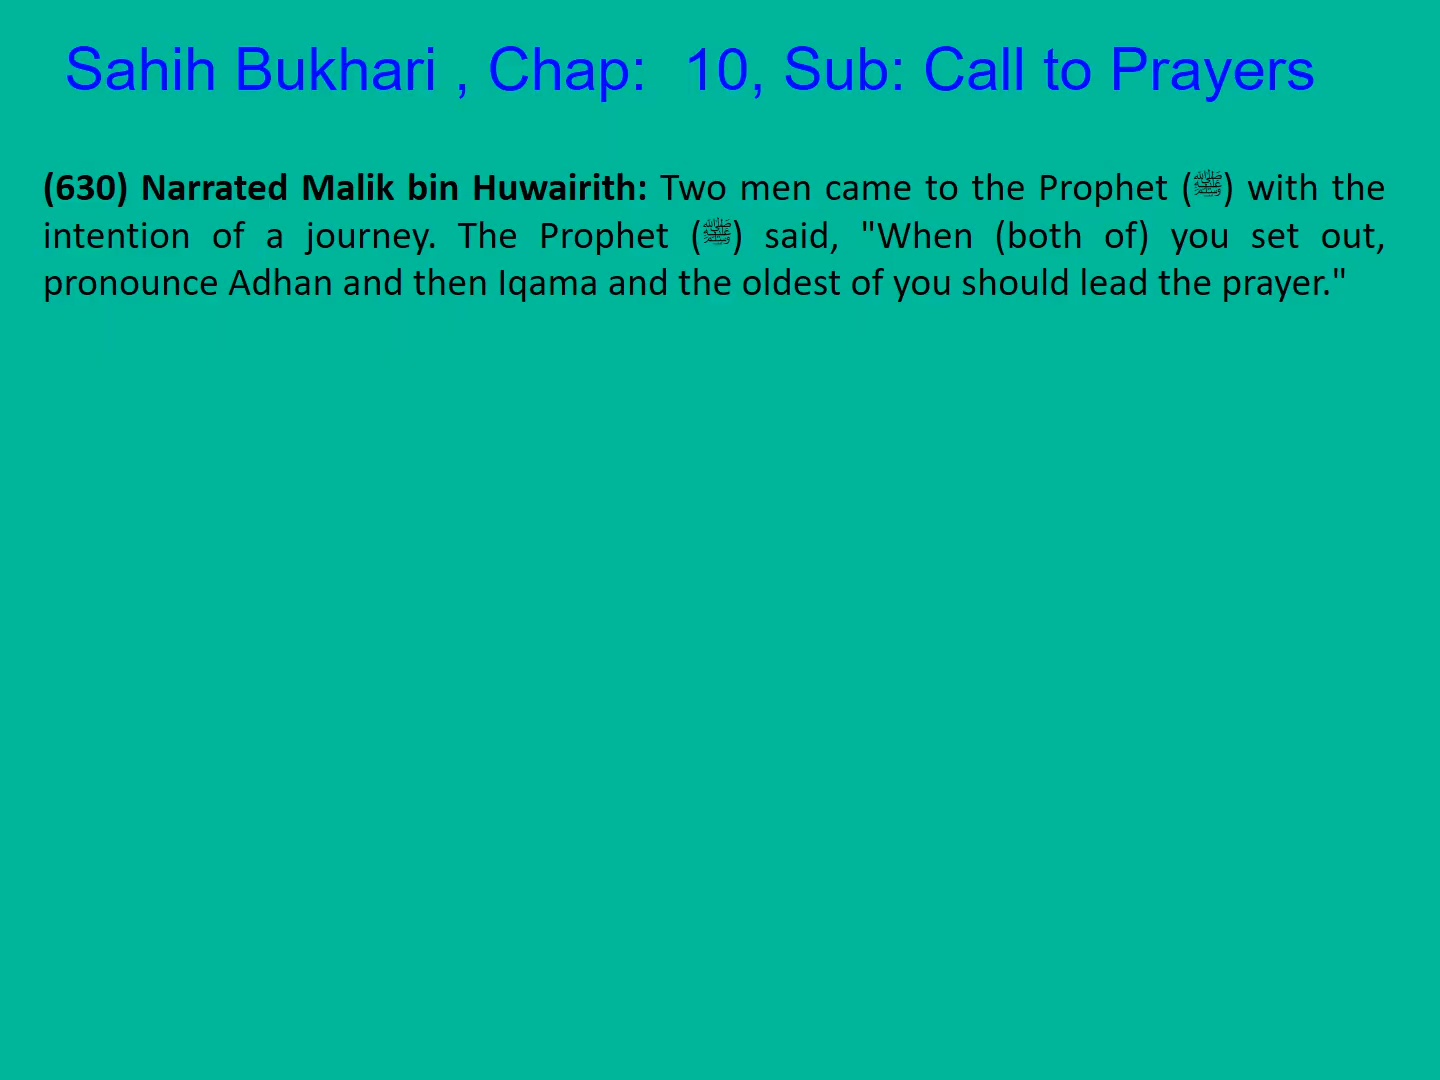 Sahih Bukhari , Chap:  10, Sub: Call to Prayers
(630) Narrated Malik bin Huwairith: Two men came to the Prophet (ﷺ) with the
intention of a journey. The Prophet (ﷺ) said, "When (both of) you set out,
pronounce Adhan and then Iqama and the oldest of you should lead the prayer."